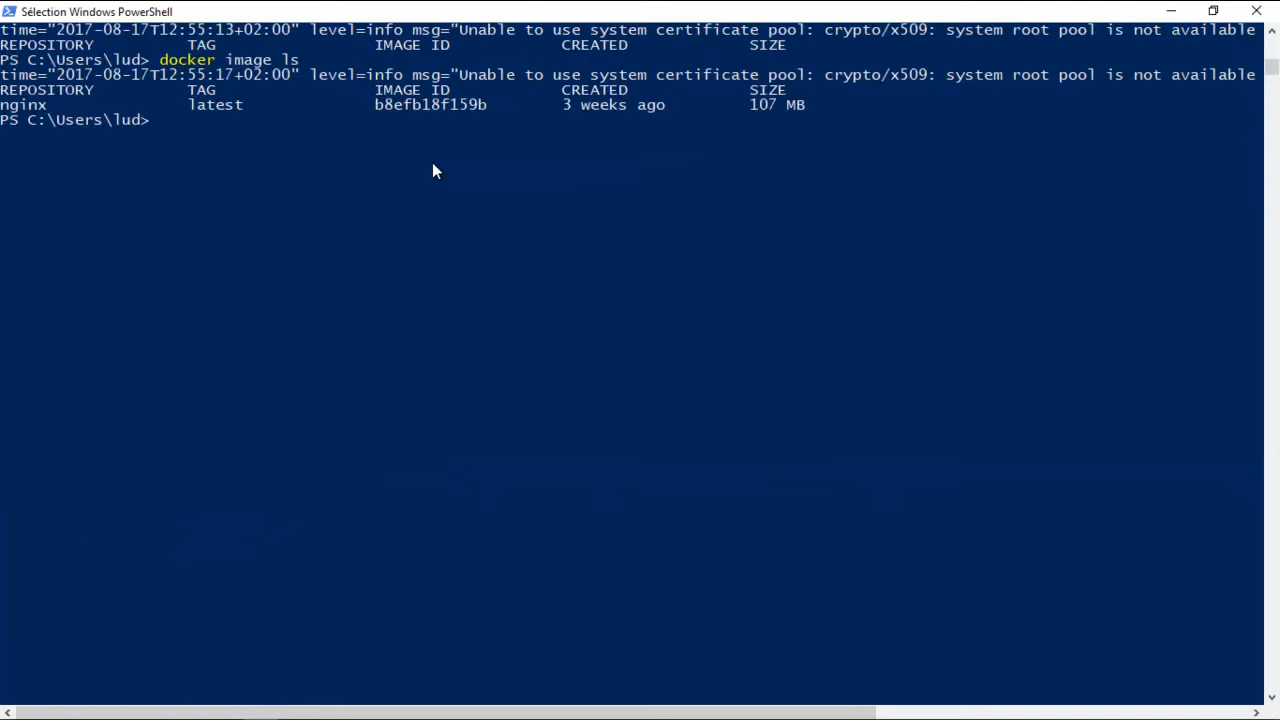 Sélection Windows PowerShell
time="2017-08-17T12:55:13+02:00" level=info msg="Unable to use system certificate pool: crypto/x509: system root pool is not available
REPOSITORY TAG IMAGE ID CREATED SIZE
PS C:\Users\lud> docker image ls
time="2017-08-17T12:55:17+02:00" level=info msg="Unable to use system certificate pool: crypto/x509: system root pool is not available
REPOSITORY TAG IMAGE ID CREATED SIZE
nginx latest b8efb18f159b 3 weeks ago 107 MB
PS C:\Users\lud>